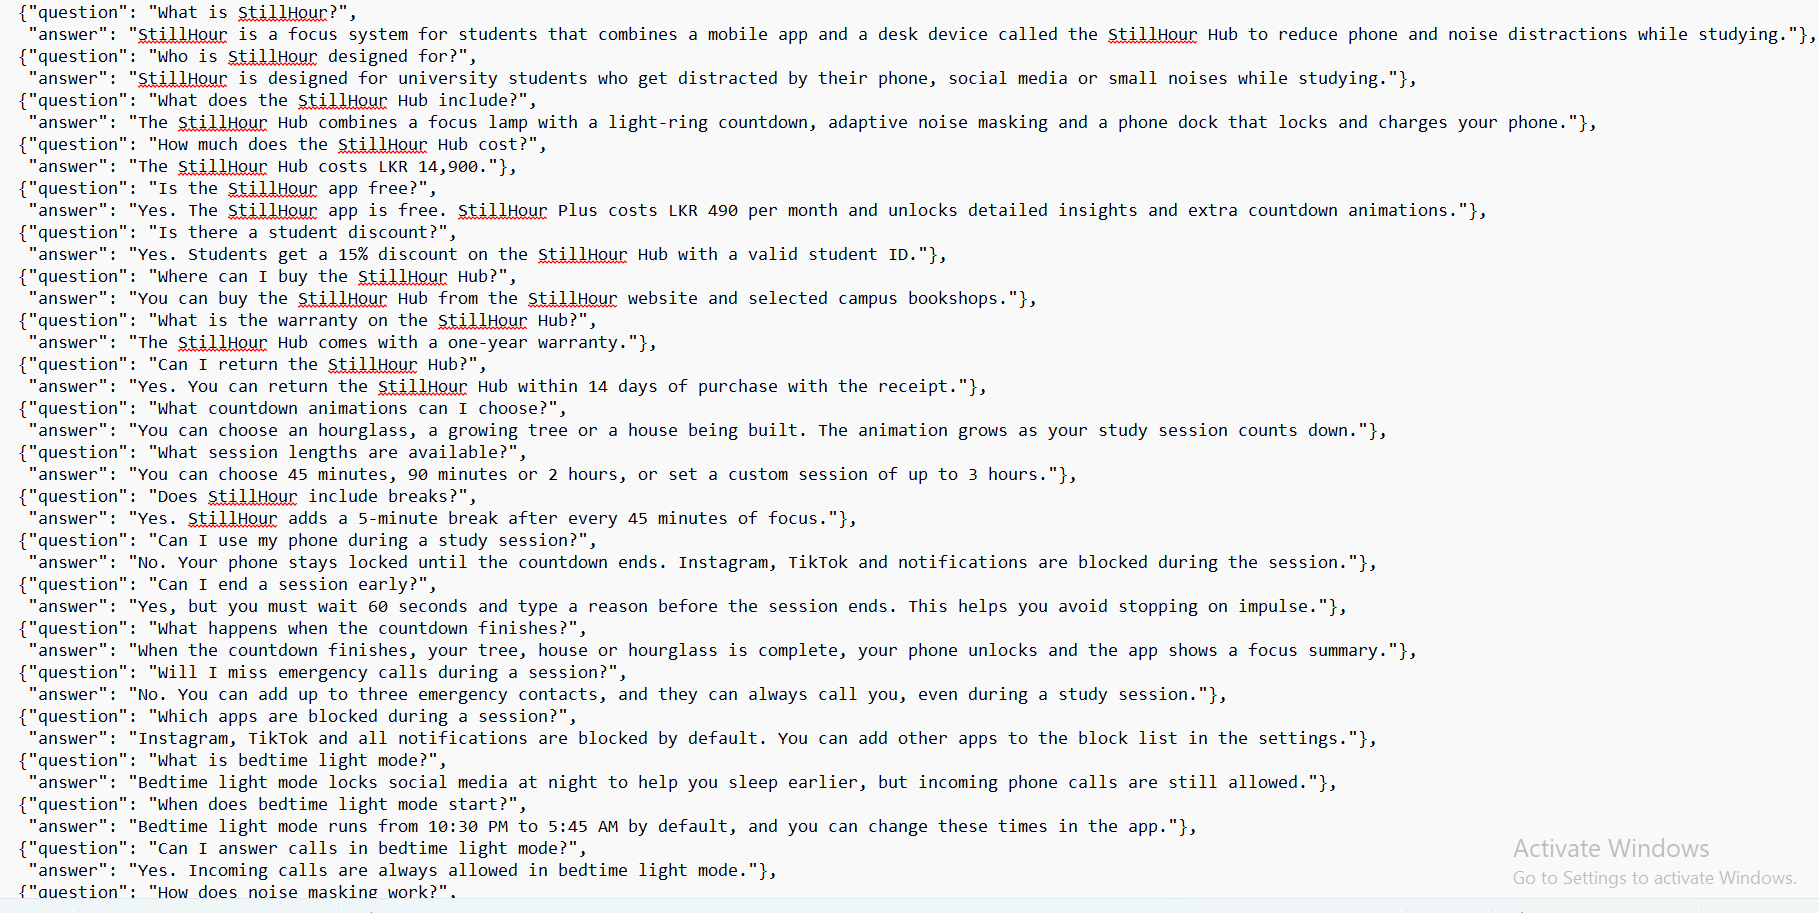 {"question": "What is StillHour?",
"answer": "StillHour is a focus system for students that combines a mobile app and a desk device called the StillHour Hub to reduce phone and noise distractions while studying."},
{"question": "Who is StillHour designed for?",
"answer": "StillHour is designed for university students who get distracted by their phone, social media or small noises while studying."},
{"question": "What does the StillHour Hub include?",
"answer": "The StillHour Hub combines a focus lamp with a light-ring countdown, adaptive noise masking and a phone dock that locks and charges your phone."},
{"question": "How much does the StillHour Hub cost?",
"answer": "The StillHour Hub costs LKR 14,900."},
{"question": "Is the StillHour app free?",
"answer": "Yes. The StillHour app is free. StillHour Plus costs LKR 490 per month and unlocks detailed insights and extra countdown animations."},
{"question": "Is there a student discount?",
"answer": "Yes. Students get a 15% discount on the StillHour Hub with a valid student ID."},
{"question": "Where can I buy the StillHour Hub?",
"answer": "You can buy the StillHour Hub from the StillHour website and selected campus bookshops."},
{"question": "What is the warranty on the StillHour Hub?",
"answer": "The StillHour Hub comes with a one-year warranty."},
{"question": "Can I return the StillHour Hub?",
"answer": "Yes. You can return the StillHour Hub within 14 days of purchase with the receipt."},
{"question": "What countdown animations can I choose?",
"answer": "You can choose an hourglass, a growing tree or a house being built. The animation grows as your study session counts down."},
{"question": "What session lengths are available?",
"answer": "You can choose 45 minutes, 90 minutes or 2 hours, or set a custom session of up to 3 hours."},
{"question": "Does StillHour include breaks?",
"answer": "Yes. StillHour adds a 5-minute break after every 45 minutes of focus."},
{"question": "Can I use my phone during a study session?",
"answer": "No. Your phone stays locked until the countdown ends. Instagram, TikTok and notifications are blocked during the session."},
{"question": "Can I end a session early?",
"answer": "Yes, but you must wait 60 seconds and type a reason before the session ends. This helps you avoid stopping on impulse."},
{"question": "What happens when the countdown finishes?",
"answer": "When the countdown finishes, your tree, house or hourglass is complete, your phone unlocks and the app shows a focus summary."},
{"question": "Will I miss emergency calls during a session?",
"answer": "No. You can add up to three emergency contacts, and they can always call you, even during a study session."},
{"question": "Which apps are blocked during a session?",
"answer": "Instagram, TikTok and all notifications are blocked by default. You can add other apps to the block list in the settings."},
{"question": "What is bedtime light mode?",
"answer": "Bedtime light mode locks social media at night to help you sleep earlier, but incoming phone calls are still allowed."},
{"question": "When does bedtime light mode start?",
"answer": "Bedtime light mode runs from 10:30 PM to 5:45 AM by default, and you can change these times in the app."},
{"question": "Can I answer calls in bedtime light mode?",
"answer": "Yes. Incoming calls are always allowed in bedtime light mode."},
{"question": "How does noise masking work?",
Activate Windows
Go to Settings to activate Windows.